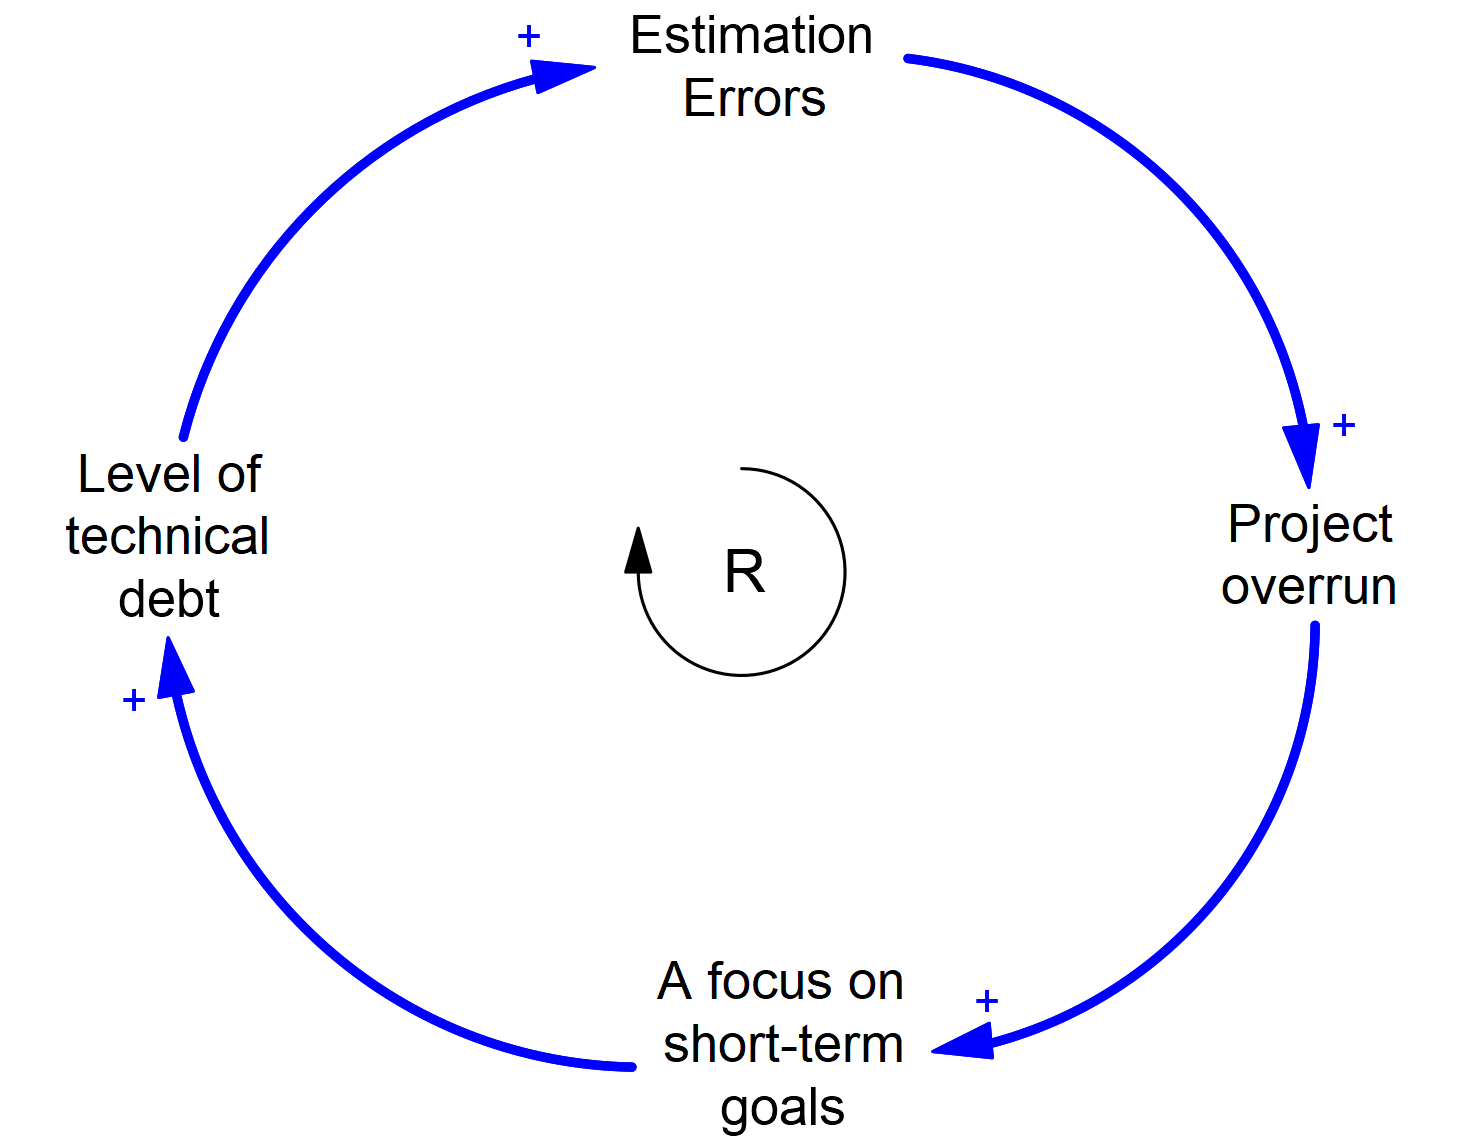 +
Estimation
Errors
+
Project
overrun
+
A focus on
short-term
goals
+
Level of
technical
debt
R